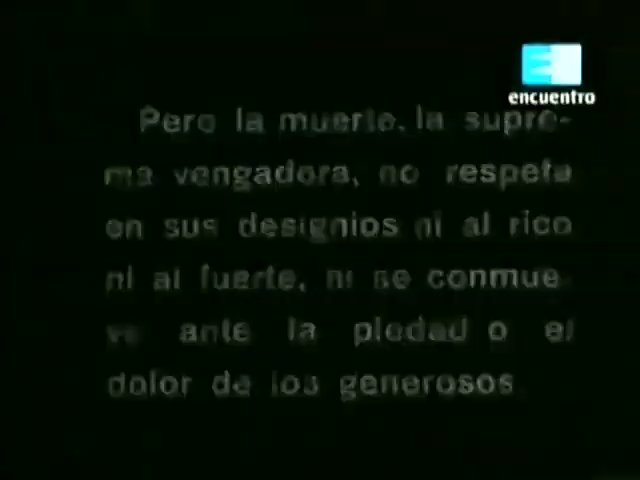 encuentro
Pero la muerte, la supre-
ma vengadora, no respeta
en sus designios ni al rico
ni al fuerte, ni se conmue-
ve ante la piedad o el
dolor de los generosos.